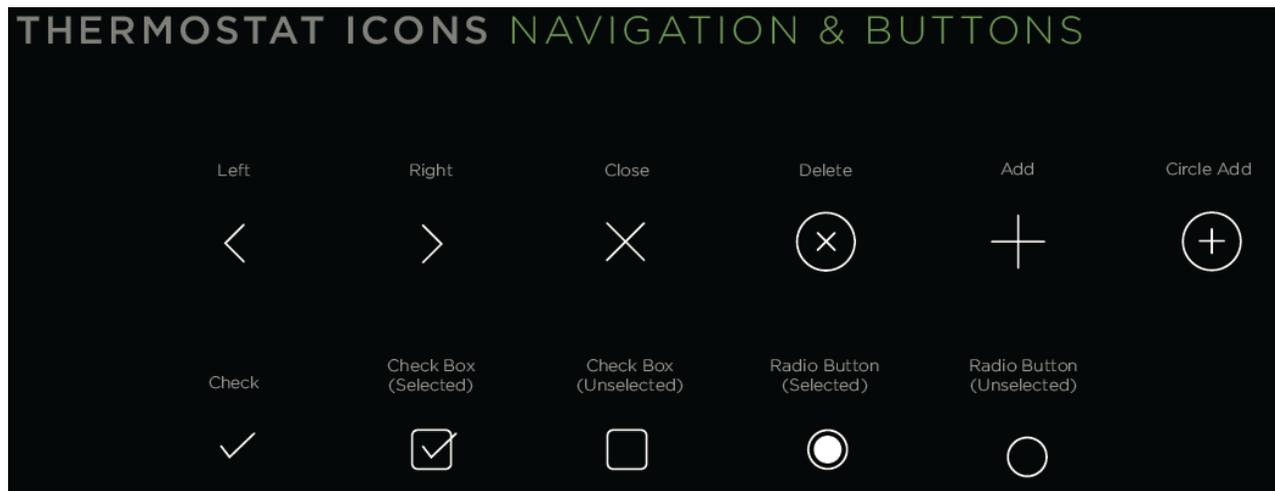 THERMOSTAT ICONS NAVIGATION & BUTTONS
Left Right Close Delete Add Circle Add
Check
Check Box
(Selected)
Check Box
(Unselected)
Radio Button
(Selected)
Radio Button
(Unselected)